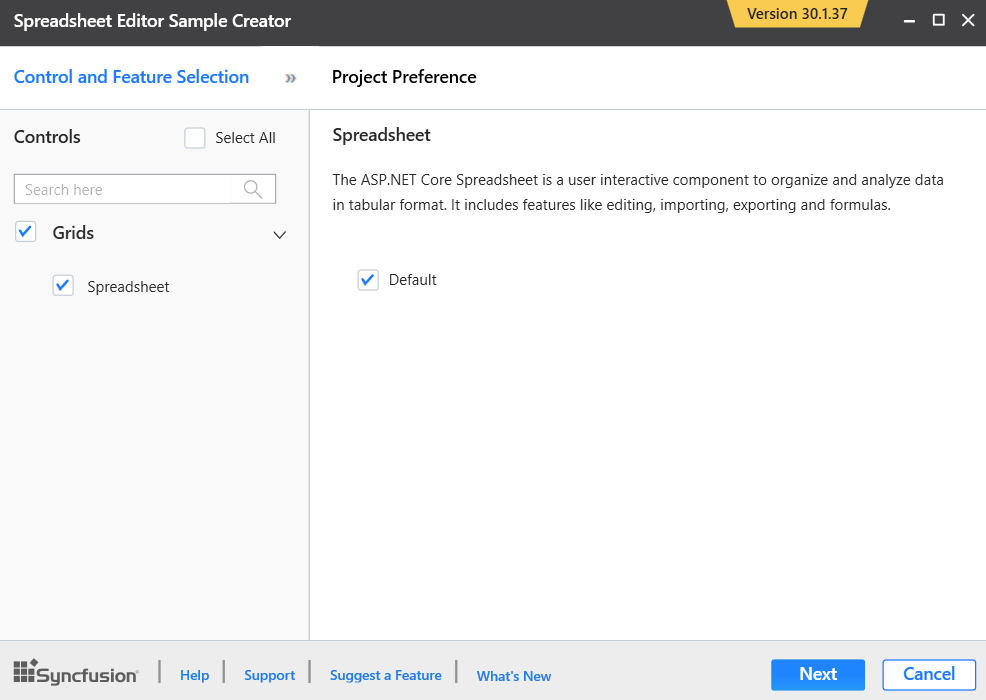 Spreadsheet Editor Sample Creator
Version 30.1.37
Control and Feature Selection
»
Project Preference
Controls
Select All
Search here
Grids
Spreadsheet
Spreadsheet
The ASP.NET Core Spreadsheet is a user interactive component to organize and analyze data
in tabular format. It includes features like editing, importing, exporting and formulas.
Default
Syncfusion
Help
Support
Suggest a Feature
What's New
Next
Cancel